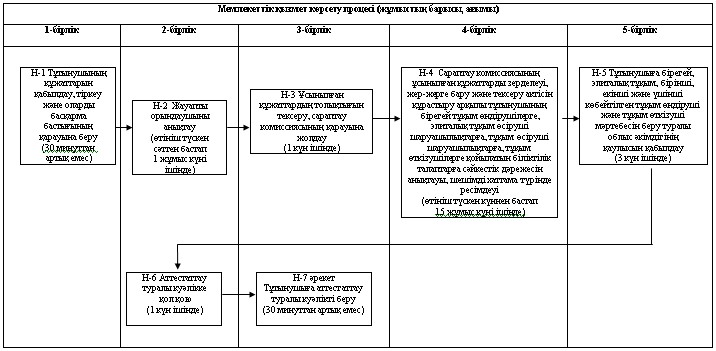 Мемлекеттік қызмет көрсету процесі (жұмыстың барысы, ағымы)
1-бірлік
2-бірлік
3-бірлік
4-бірлік
5-бірлік
Н-1 Тұтынушының
құжаттарын
қабылдау, тіркеу
және оларды
басқарма
бастығының
қарауына беру
(30 минуттан
артық емес)
Н-2 Жауапты
орындаушыны
анықтау
(өтініш түскен
сәттен бастап
1 жұмыс күні
ішінде)
Н-3 Ұсынылған
құжаттардың толықтығын
тексеру, сараптау
комиссиясының қарауына
жолдау
(1 күн ішінде)
Н-4 Сараптау комиссиясының
ұсынылған құжаттарды зерделеуі,
жер-жерге бару және тексеру актісін
құрастыру арқылы тұтынушының
бірегей тұқым өндірушілерге,
элиталық тұқым өсіруші
шаруашылықтарға, тұқым өсіруші
шаруашылықтарға, тұқым
өткізушілерге қойылатын біліктілік
талаптарға сәйкестік дәрежесін
анықтауы, шешімді хаттама түрінде
ресімдеуі
(өтініш түскен күннен бастап
15 жұмыс күні ішінде)
Н-5 Тұтынушыға бірегей,
элиталық тұқым, бірінші,
екінші және үшінші
көбейтілген тұқым өндіруші
және тұқым өткізуші
мәртебесін беру туралы
облыс әкімдігінің
қаулысын қабылдау
(3 күн ішінде)
Н-6 Аттестаттау
туралы куәлікке
қол қою
(1 күн ішінде)
Н-7 әрекет
Тұтынушыға аттестаттау
туралы куәлікті беру
(30 минуттан артық емес)